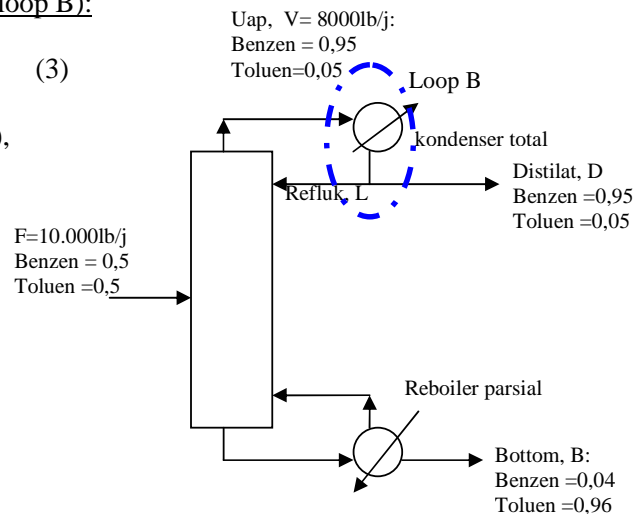 loop B):
(3)
),
Uap, V= 8000lb/j:
Benzen = 0,95
Toluen=0,05
Loop B
kondenser total
Refluk, L
Distilat, D
Benzen =0,95
Toluen =0,05
F=10.000lb/j
Benzen = 0,5
Toluen =0,5
Reboiler parsial
Bottom, B:
Benzen =0,04
Toluen =0,96